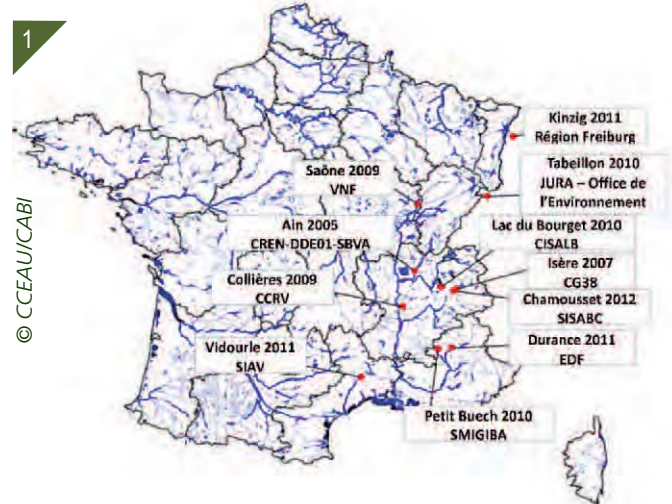 1
© CCEAU/CABI
Kinzig 2011
Région Freiburg
Tabeillon 2010
JURA – Office de
l'Environnement
Saône 2009
VNF
Ain 2005
CREN-DDE01-SBVA
Lac du Bourget 2010
CISALB
Isère 2007
CG38
Collières 2009
CCRV
Chamousset 2012
SISABC
Vidourle 2011
SIAV
Durance 2011
EDF
Petit Buech 2010
SMIGIBA